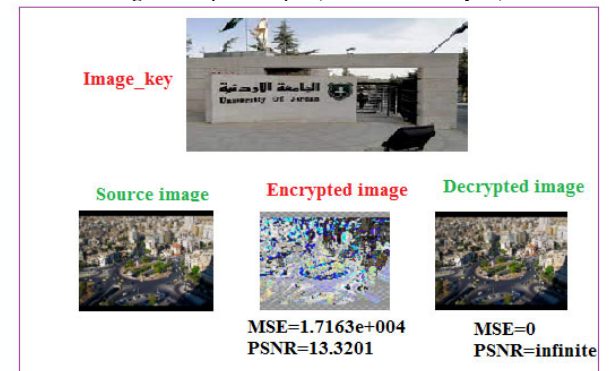 Image_key
الجامعة الأردنية
University Of Jordan
Source image
Encrypted image
Decrypted image
MSE=1.7163e+004
PSNR=13.3201
MSE=0
PSNR=infinite